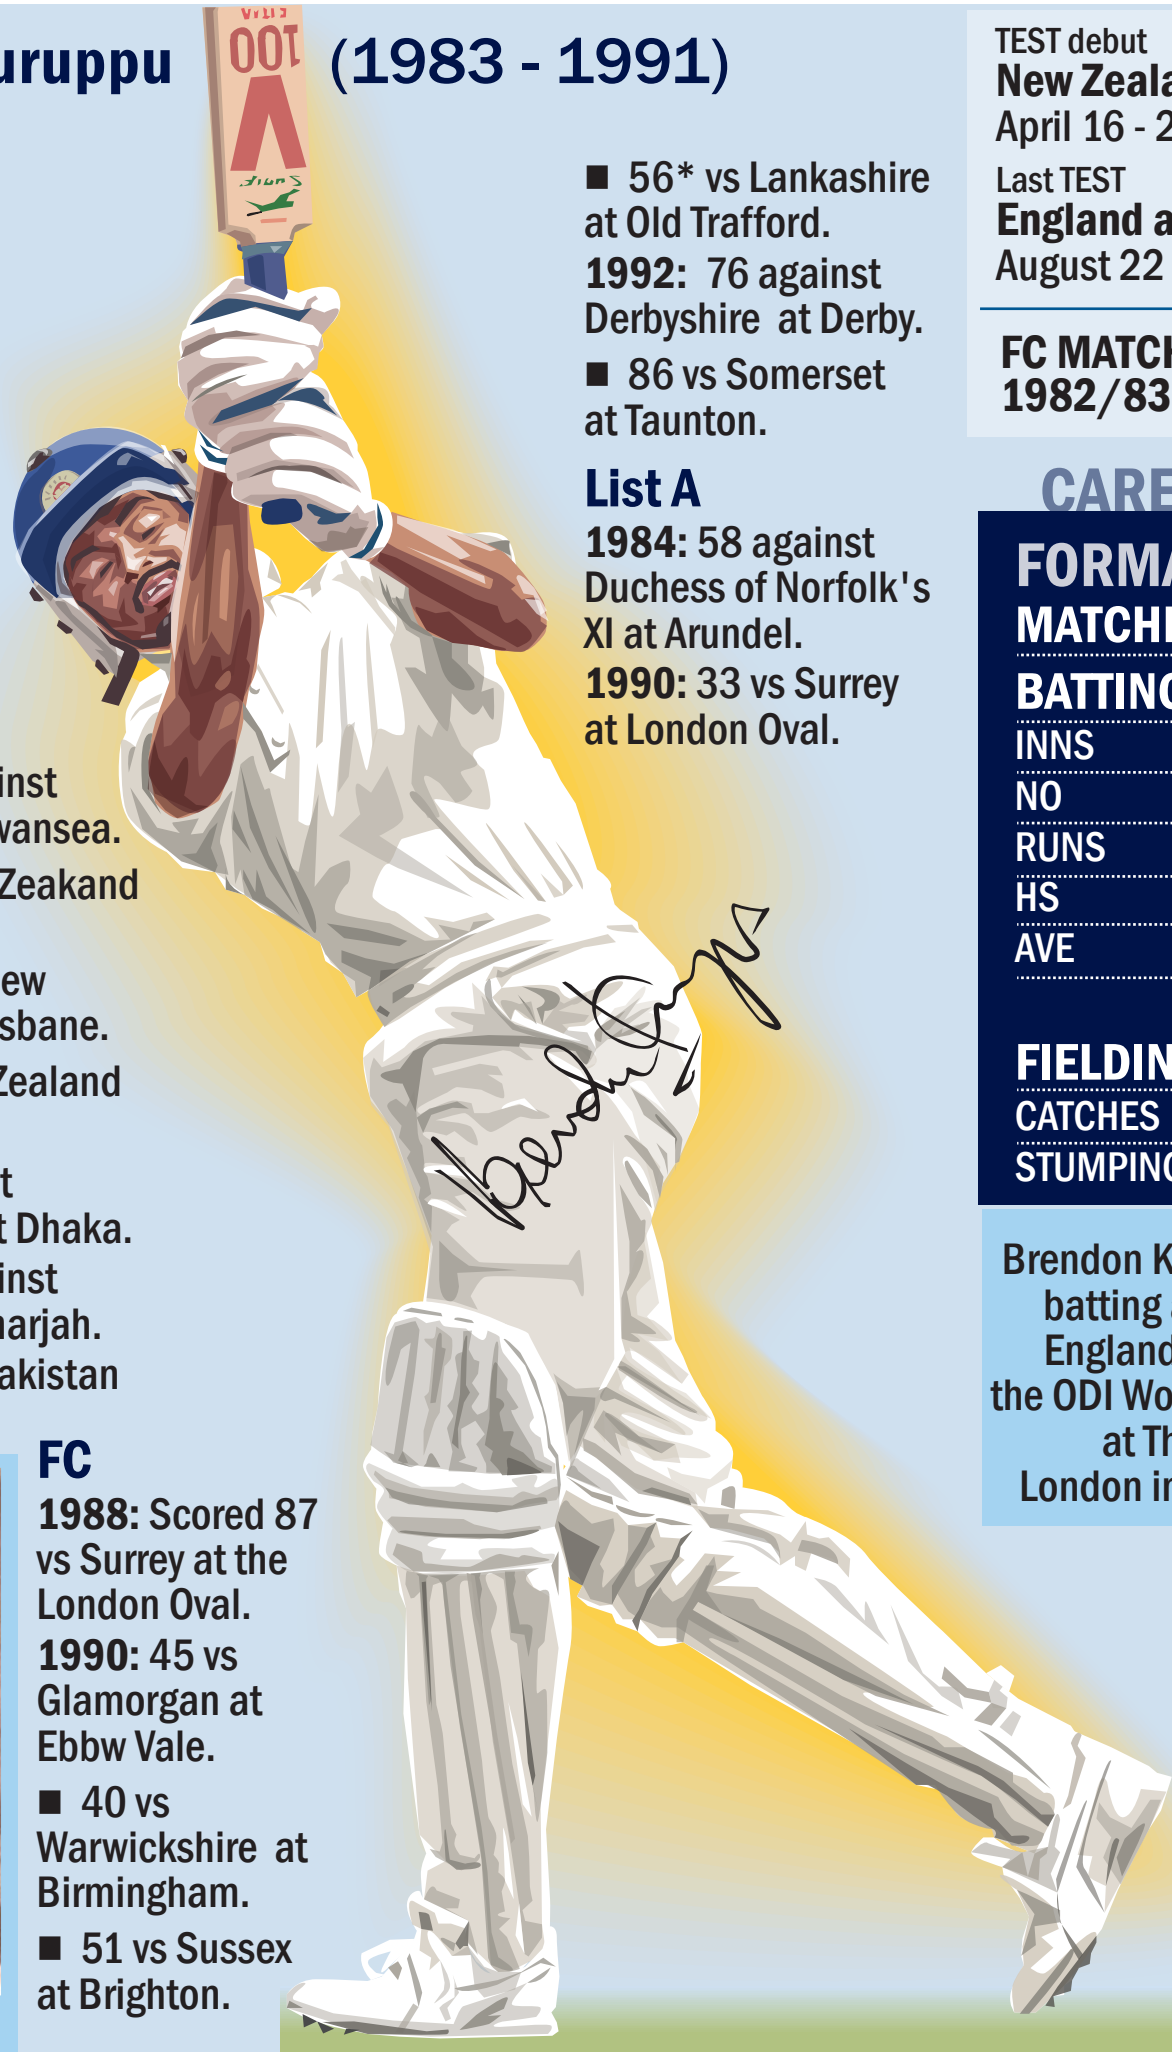 uruppu (1983 - 1991)
100
■ 56* vs Lankashire
at Old Trafford.
1992: 76 against
Derbyshire at Derby.
■ 86 vs Somerset
at Taunton.
List A
1984: 58 against
Duchess of Norfolk's
XI at Arundel.
1990: 33 vs Surrey
at London Oval.
inst
wansea.
Zeakand
ew
sbane.
Zealand
t
t Dhaka.
inst
harjah.
akistan
FC
1988: Scored 87
vs Surrey at the
London Oval.
1990: 45 vs
Glamorgan at
Ebbw Vale.
■ 40 vs
Warwickshire at
Birmingham.
■ 51 vs Sussex
at Brighton.
TEST debut
New Zeala
April 16 - 2
Last TEST
England a
August 22
FC MATCH
1982/83
CARE
FORMA
MATCHE
BATTING
INNS
NO
RUNS
HS
AVE
FIELDIN
CATCHES
STUMPING
Brendon K
batting a
England
the ODI Wo
at Th
London in